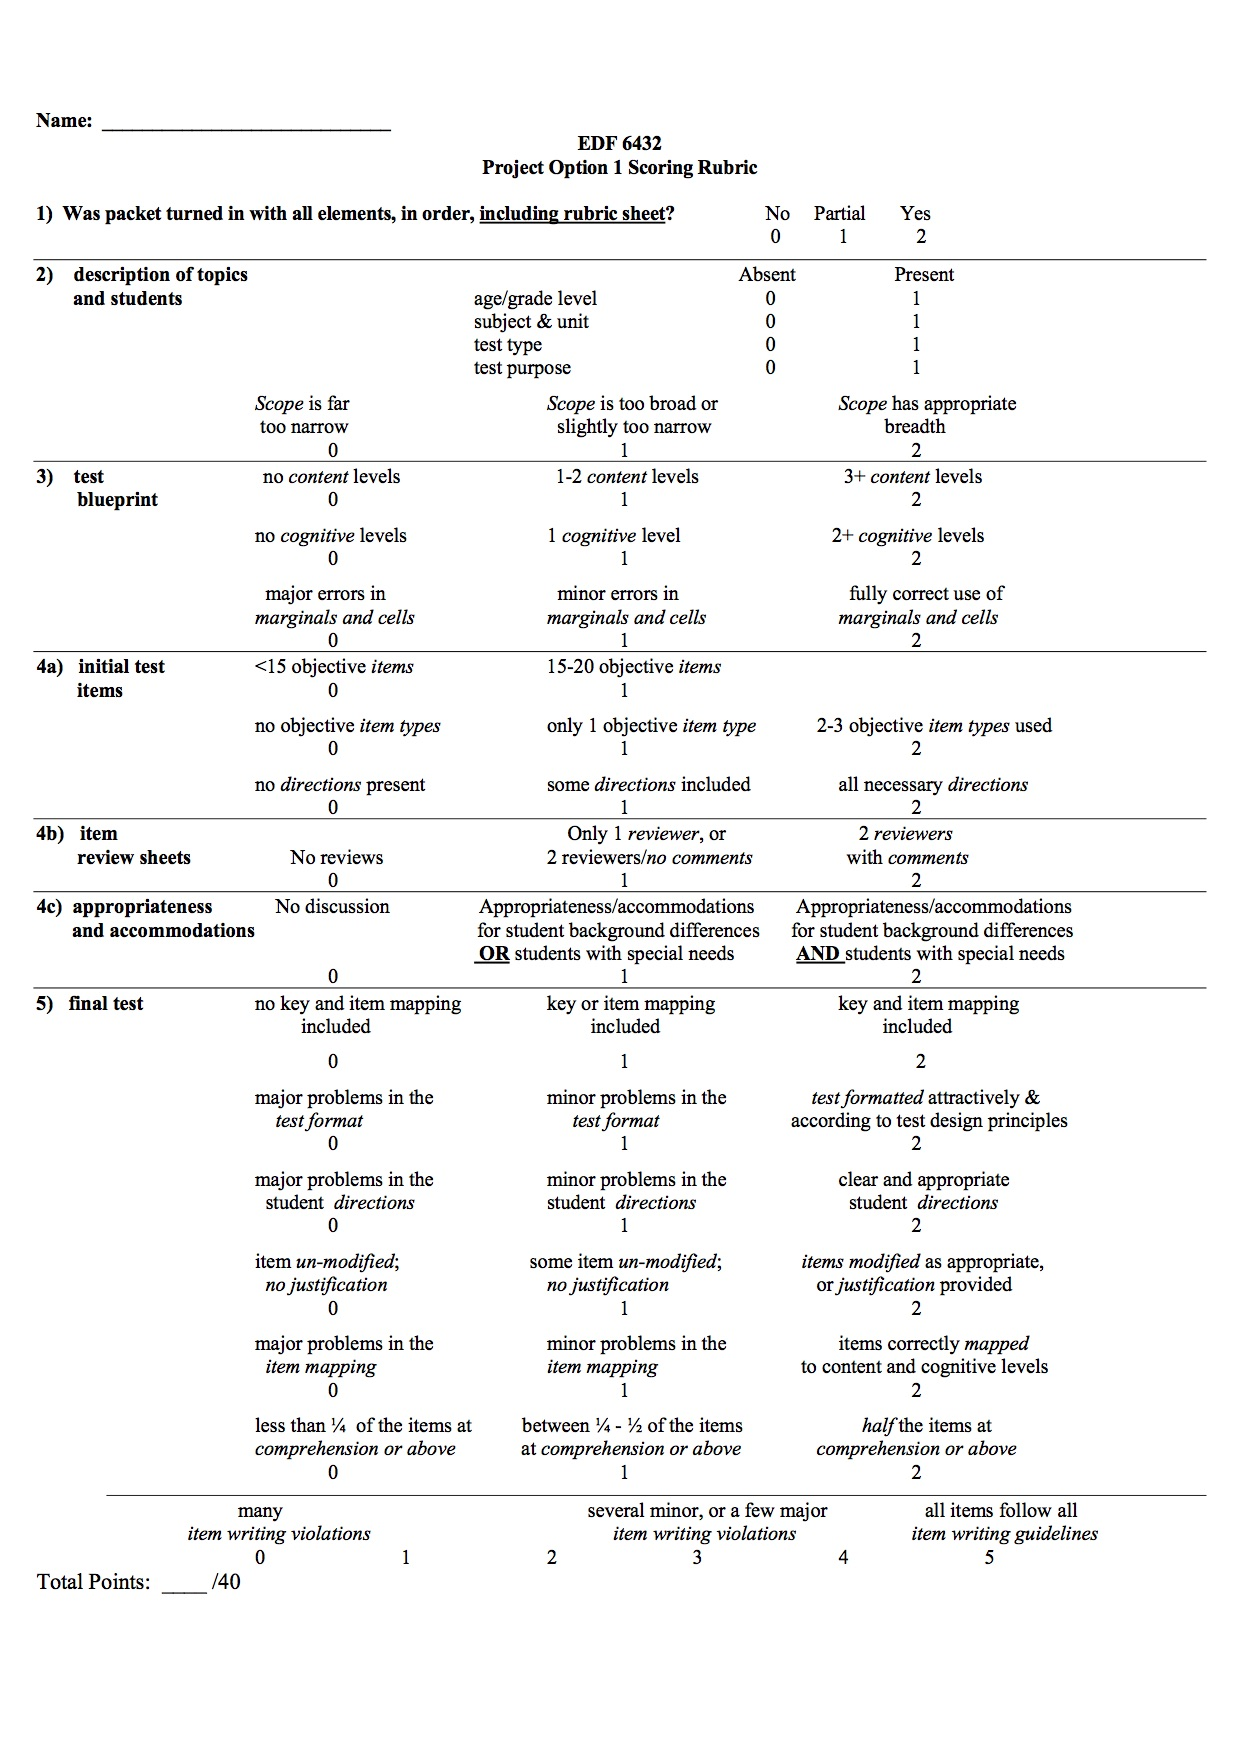 Name: ____________________________
EDF 6432
Project Option 1 Scoring Rubric
1) Was packet turned in with all elements, in order, including rubric sheet? No Partial Yes
0 1 2
2) description of topics Absent Present
and students age/grade level 0 1
subject & unit 0 1
test type 0 1
test purpose 0 1
Scope is far Scope is too broad or Scope has appropriate
too narrow slightly too narrow breadth
0 1 2
3) test no content levels 1-2 content levels 3+ content levels
blueprint 0 1 2
no cognitive levels 1 cognitive level 2+ cognitive levels
0 1 2
major errors in minor errors in fully correct use of
marginals and cells marginals and cells marginals and cells
0 1 2
4a) initial test <15 objective items 15-20 objective items
items 0 1
no objective item types only 1 objective item type 2-3 objective item types used
0 1 2
no directions present some directions included all necessary directions
0 1 2
4b) item Only 1 reviewer, or 2 reviewers
review sheets No reviews 2 reviewers/no comments with comments
0 1 2
4c) appropriateness No discussion Appropriateness/accommodations Appropriateness/accommodations
and accommodations for student background differences for student background differences
OR students with special needs AND students with special needs
0 1 2
5) final test no key and item mapping key or item mapping key and item mapping
included included included
0 1 2
major problems in the minor problems in the test formatted attractively &
test format test format according to test design principles
0 1 2
major problems in the minor problems in the clear and appropriate
student directions student directions student directions
0 1 2
item un-modified; some item un-modified; items modified as appropriate,
no justification no justification or justification provided
0 1 2
major problems in the minor problems in the items correctly mapped
item mapping item mapping to content and cognitive levels
0 1 2
less than ¼ of the items at between ¼ - ½ of the items half the items at
comprehension or above at comprehension or above comprehension or above
0 1 2
many several minor, or a few major all items follow all
item writing violations item writing violations item writing guidelines
0 1 2 3 4 5
Total Points: ____ /40